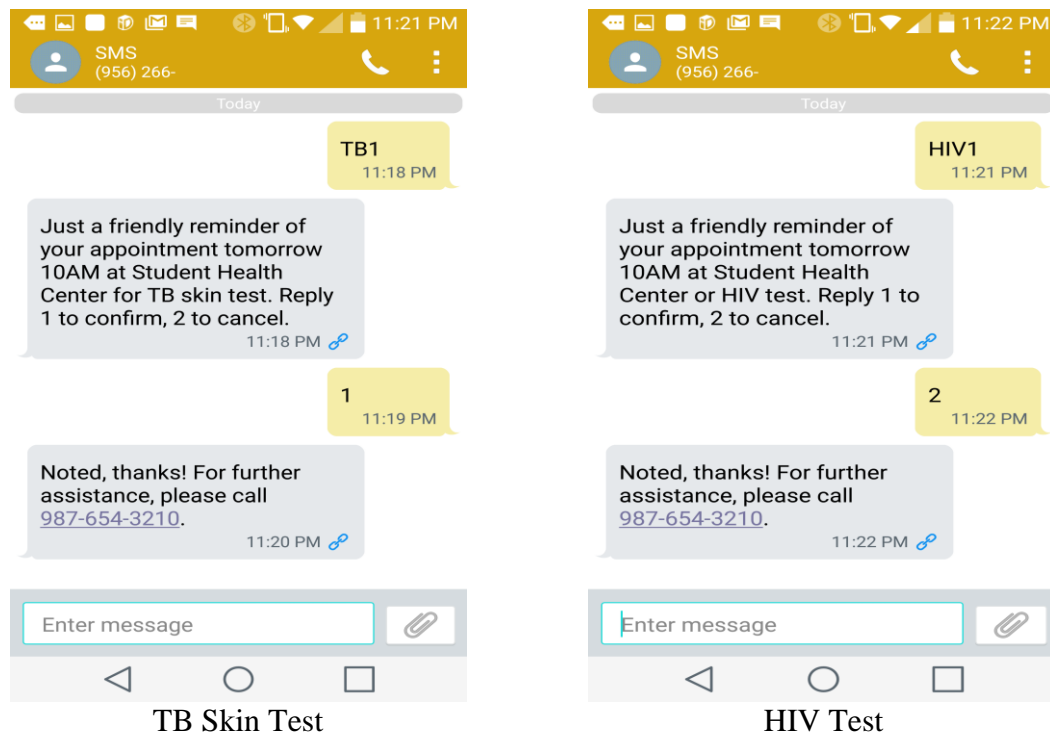 11:21 PM
SMS
(956) 266-
Today
TB1
11:18 PM
Just a friendly reminder of
your appointment tomorrow
10AM at Student Health
Center for TB skin test. Reply
1 to confirm, 2 to cancel.
11:18 PM
1
11:19 PM
Noted, thanks! For further
assistance, please call
987-654-3210.
11:20 PM
Enter message
TB Skin Test
11:22 PM
SMS
(956) 266-
Today
HIV1
11:21 PM
Just a friendly reminder of
your appointment tomorrow
10AM at Student Health
Center or HIV test. Reply 1 to
confirm, 2 to cancel.
11:21 PM
2
11:22 PM
Noted, thanks! For further
assistance, please call
987-654-3210.
11:22 PM
Enter message
HIV Test